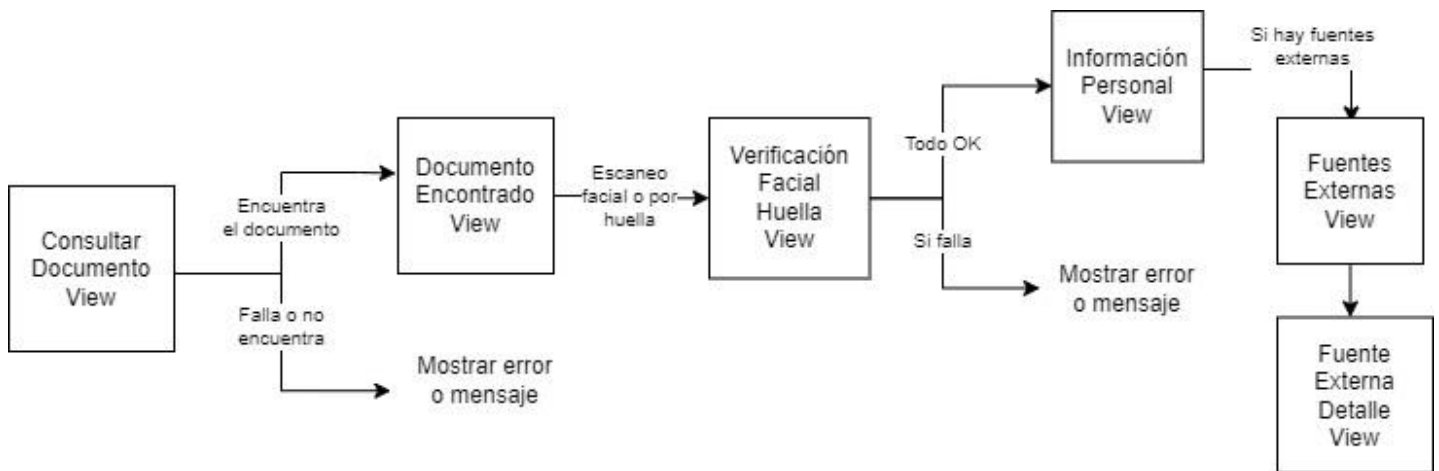 Consultar
Documento
View
Encuentra
el documento
Falla o no
encuentra
Mostrar error
o mensaje
Documento
Encontrado
View
Escaneo
facial o por
huella
Verificación
Facial
Huella
View
Todo OK
Si falla
Mostrar error
o mensaje
Información
Personal
View
Si hay fuentes
externas
Fuentes
Externas
View
Fuente
Externa
Detalle
View